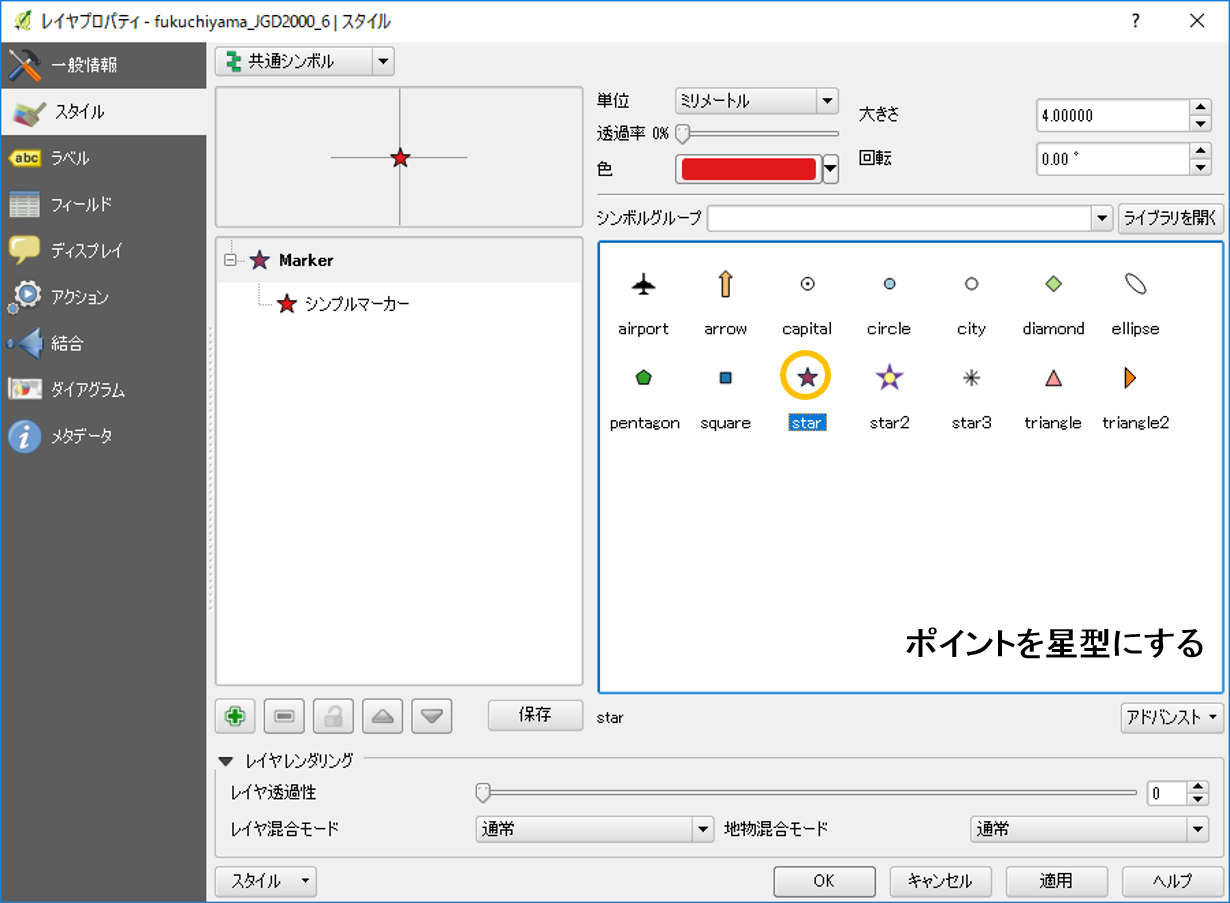 レイヤプロパティ - fukuchiyama_JGD2000_6 | スタイル
?
一般情報
スタイル
ラベル
フィールド
ディスプレイ
アクション
結合
ダイアグラム
メタデータ
共通シンボル
単位 ミリメートル
大きさ 4.00000
透過率 0%
色
回転 0.00 °
シンボルグループ ライブラリを開く
Marker
シンプルマーカー
airport arrow capital circle city diamond ellipse
abc
pentagon square star star2 star3 triangle triangle2
ポイントを星型にする
保存 star アドバンスト
レイヤレンダリング
レイヤ透過性 0
レイヤ混合モード 通常 地物混合モード 通常
スタイル OK キャンセル 適用 ヘルプ